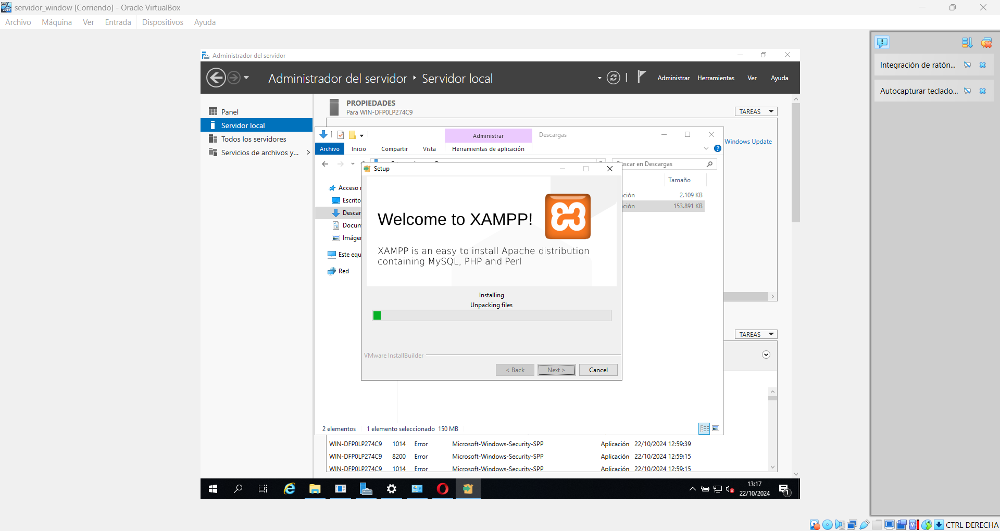 servidor_window [Corriendo] - Oracle VirtualBox
Archivo Máquina Ver Entrada Dispositivos Ayuda
Integración de ratón...
Autocapturar teclado...
Administrador del servidor
Administrador del servidor Servidor local
Administrar Herramientas Ver Ayuda
Panel
Servidor local
Todos los servidores
Servicios de archivos y...
PROPIEDADES
Para WIN-DFP0LP274C9
TAREAS
Windows Update
Administrar
Descargas
Archivo Inicio Compartir Vista Herramientas de aplicación
uscar en Descargas
Acceso
Escrito
Descar
Docum
Imáger
Este equ
Red
Tamaño
ción 2.109 KB
ción 153.891 KB
Setup
Welcome to XAMPP!
XAMPP is an easy to install Apache distribution
containing MySQL, PHP and Perl
Installing
Unpacking files
VMware InstallBuilder
< Back Next > Cancel
TAREAS
2 elementos 1 elemento seleccionado 150 MB
WIN-DFP0LP274C9 1014 Error Microsoft-Windows-Security-SPP Aplicación 22/10/2024 12:59:39
WIN-DFP0LP274C9 8200 Error Microsoft-Windows-Security-SPP Aplicación 22/10/2024 12:59:15
WIN-DFP0LP274C9 1014 Error Microsoft-Windows-Security-SPP Aplicación 22/10/2024 12:59:15
13:17
22/10/2024
1
CTRL DERECHA